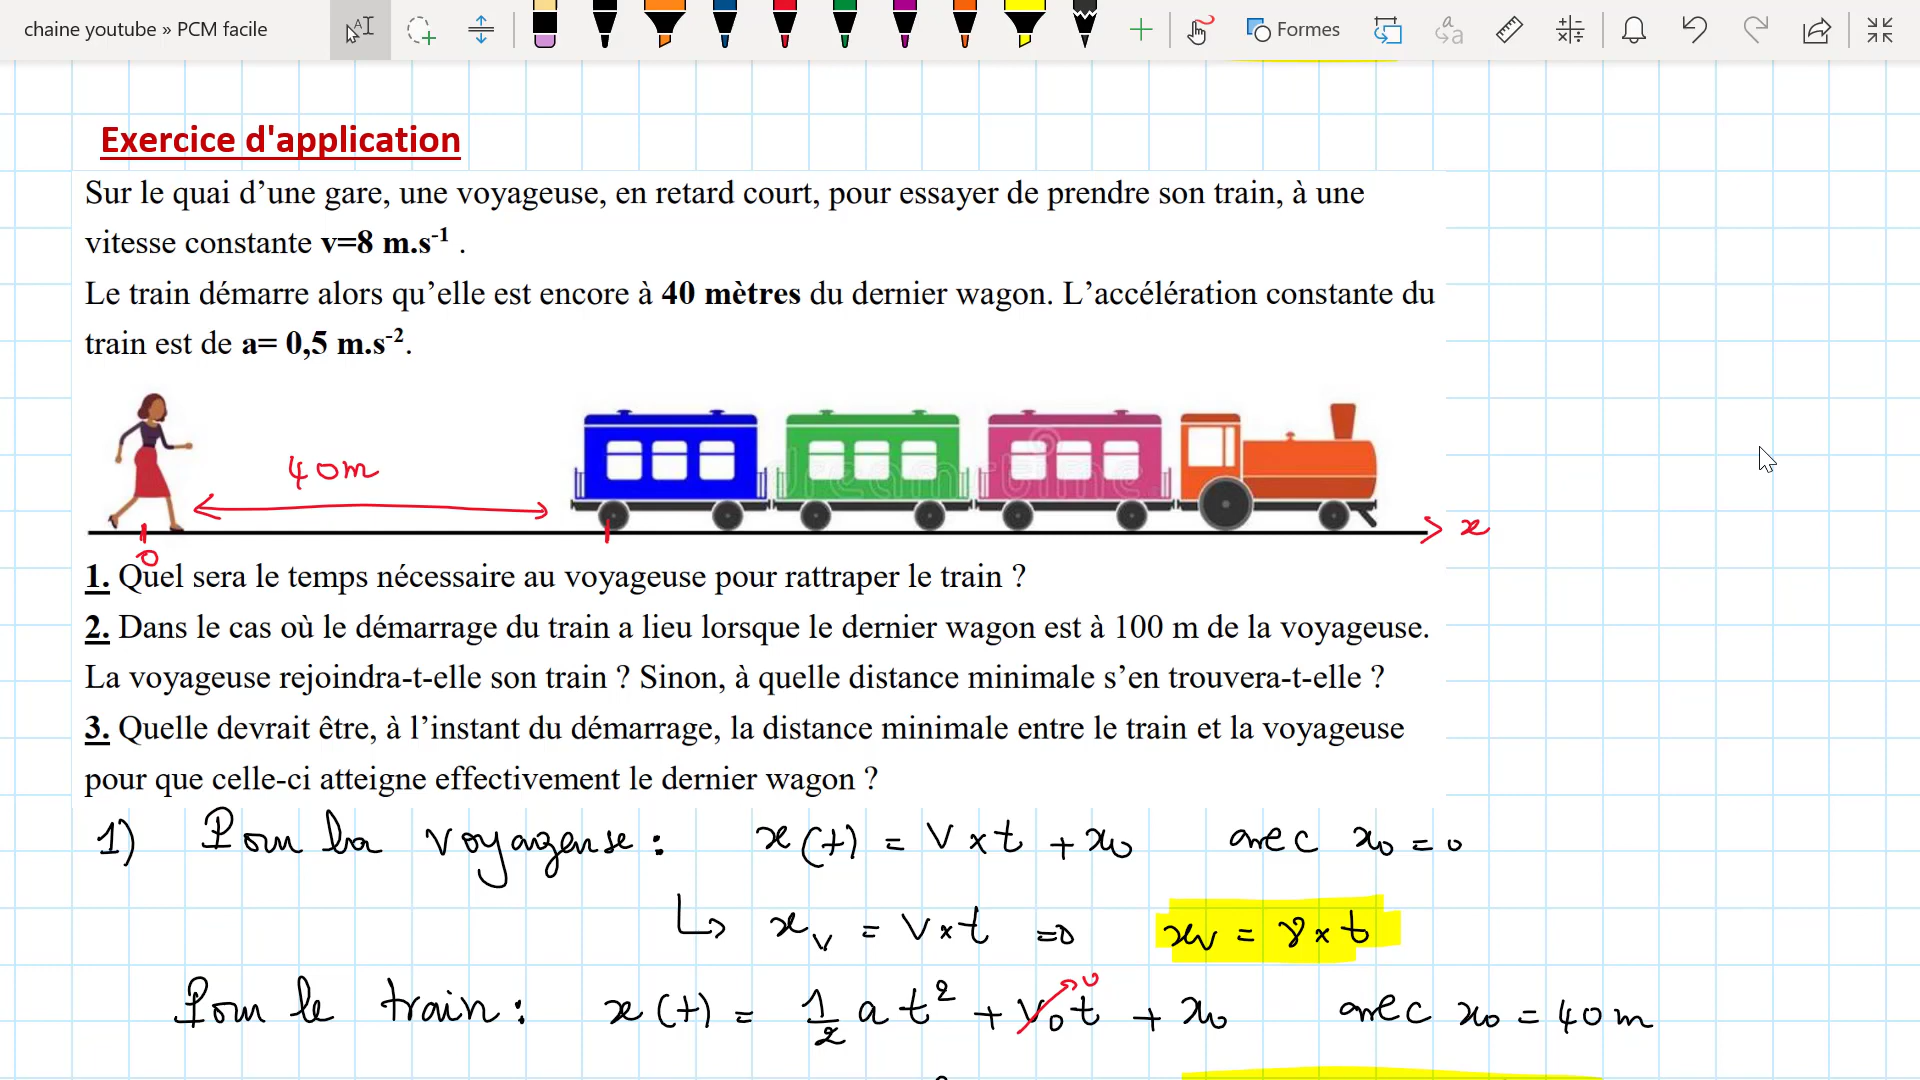 chaine youtube » PCM facile
Formes
Exercice d'application
Sur le quai d’une gare, une voyageuse, en retard court, pour essayer de prendre son train, à une
vitesse constante v=8 m.s⁻¹ .
Le train démarre alors qu’elle est encore à 40 mètres du dernier wagon. L’accélération constante du
train est de a= 0,5 m.s⁻².
40m
x
0
1. Quel sera le temps nécessaire au voyageuse pour rattraper le train ?
2. Dans le cas où le démarrage du train a lieu lorsque le dernier wagon est à 100 m de la voyageuse.
La voyageuse rejoindra-t-elle son train ? Sinon, à quelle distance minimale s’en trouvera-t-elle ?
3. Quelle devrait être, à l’instant du démarrage, la distance minimale entre le train et la voyageuse
pour que celle-ci atteigne effectivement le dernier wagon ?
1) Pour la voyageuse : x(t) = V × t + x₀ avec x₀ = 0
↳ x_V = V × t => x_V = 8 × t
Pour le train : x(t) = 1/2 a t² + V₀t + x₀ avec x₀ = 40 m